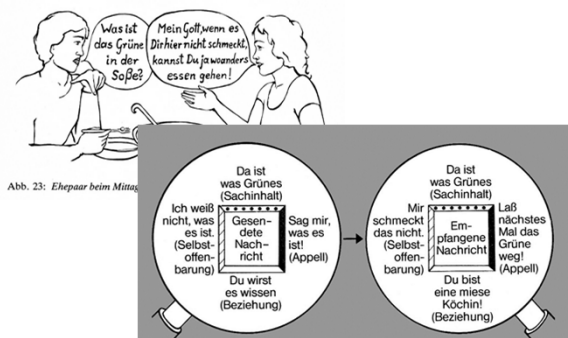 Was ist
das Grüne
in der
Soße?
Mein Gott, wenn es
Dir hier nicht schmeckt,
kannst Du ja woanders
essen gehen!
Abb. 23: Ehepaar beim Mittag
Da ist
was Grünes
(Sachinhalt)
Ich weiß
nicht, was
es ist.
(Selbst-
offen-
barung)
Gesen-
dete
Nach-
richt
Sag mir,
was es
ist!
(Appell)
Du wirst
es wissen
(Beziehung)
Da ist
was Grünes
(Sachinhalt)
Mir
schmeckt
das nicht.
(Selbst-
offen-
barung)
Em-
pfangene
Nachricht
Laß
nächstes
Mal das
Grüne
weg!
(Appell)
Du bist
eine miese
Köchin!
(Beziehung)